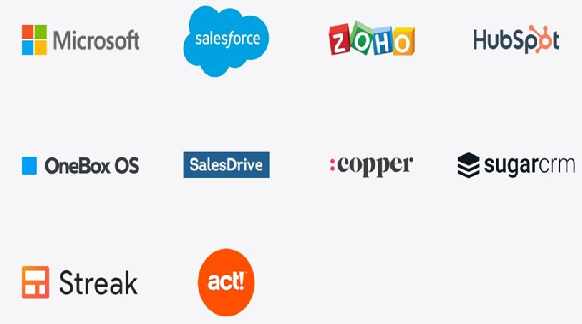 Microsoft
salesforce
ZOHO
HubSpot
OneBox OS
SalesDrive
:copper
sugarcrm
Streak
act!